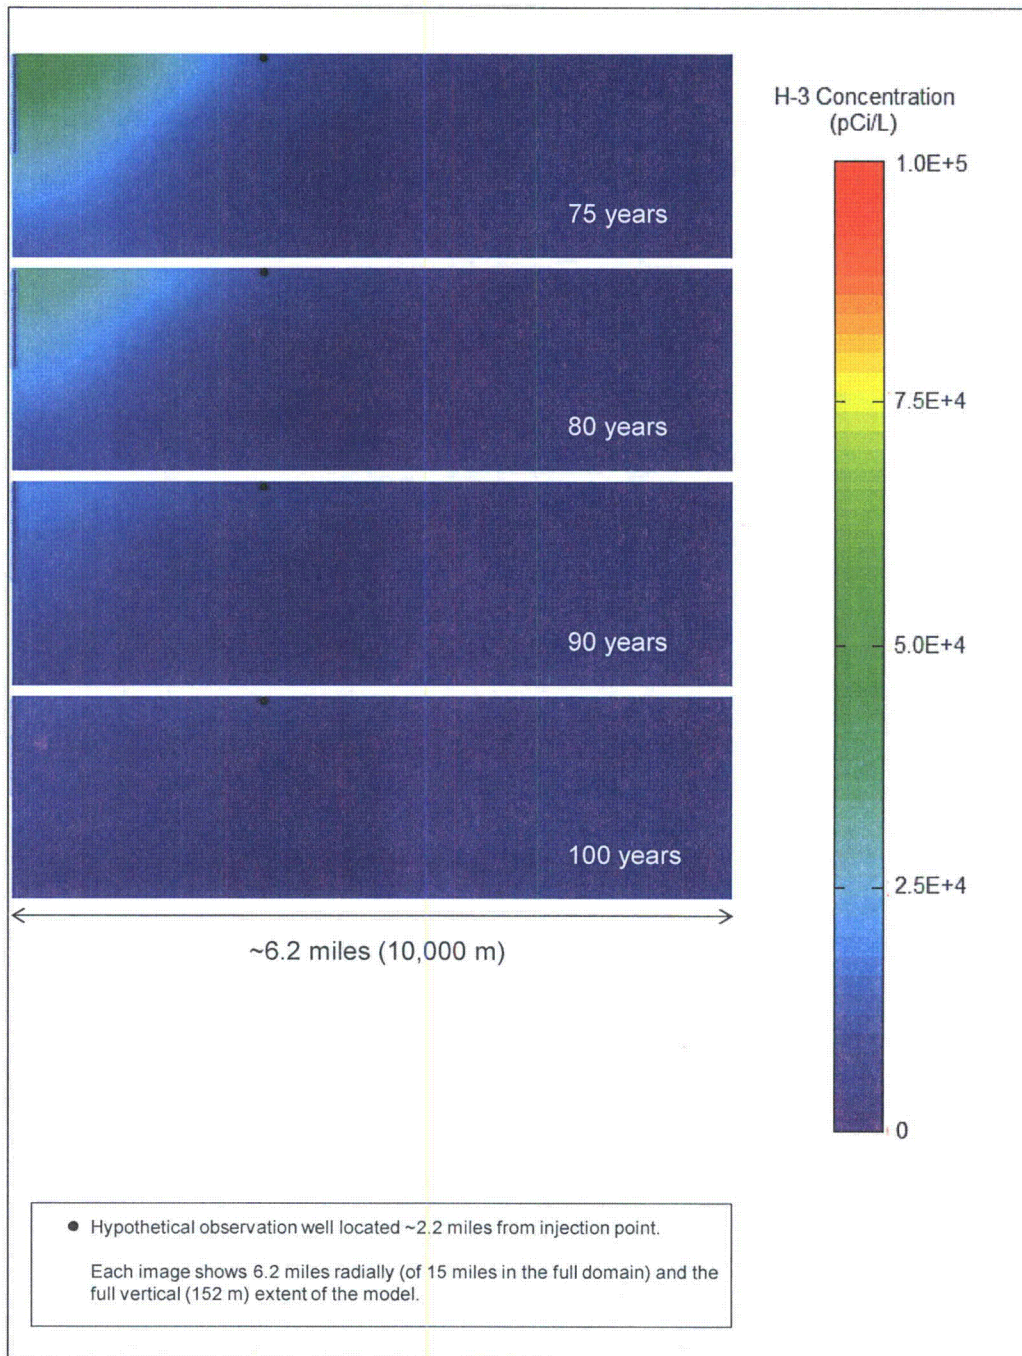 H-3 Concentration
(pCi/L)
1.0E+5
7.5E+4
5.0E+4
2.5E+4
0
75 years
80 years
90 years
100 years
~6.2 miles (10,000 m)
Hypothetical observation well located ~2.2 miles from injection point.
Each image shows 6.2 miles radially (of 15 miles in the full domain) and the
full vertical (152 m) extent of the model.